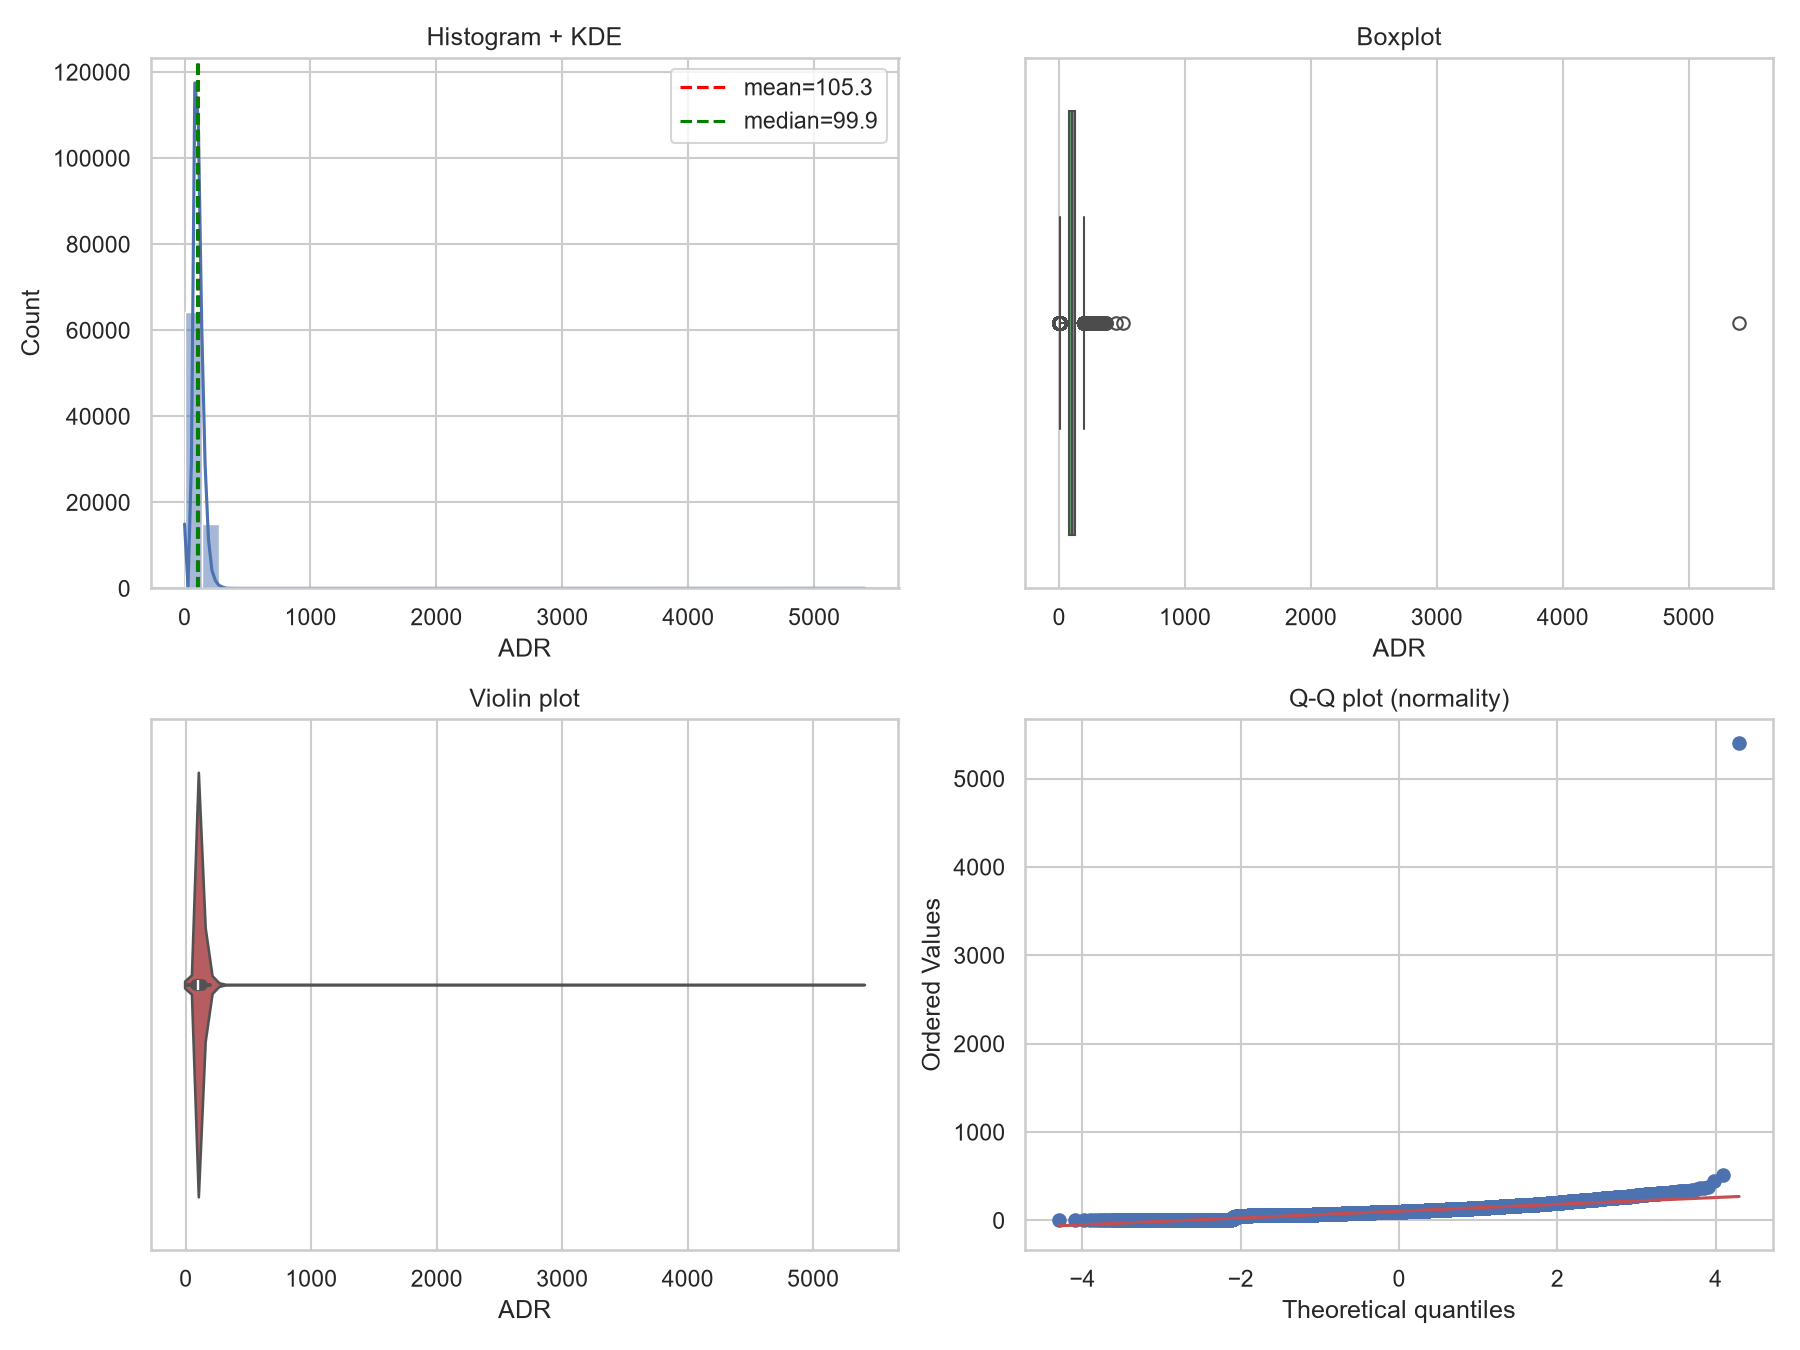 Histogram + KDE
120000
100000
80000
60000
40000
20000
0
Count
mean=105.3
median=99.9
0 1000 2000 3000 4000 5000
ADR
Boxplot
0 1000 2000 3000 4000 5000
ADR
Violin plot
0 1000 2000 3000 4000 5000
ADR
Q-Q plot (normality)
5000
4000
3000
2000
1000
0
Ordered Values
−4 −2 0 2 4
Theoretical quantiles